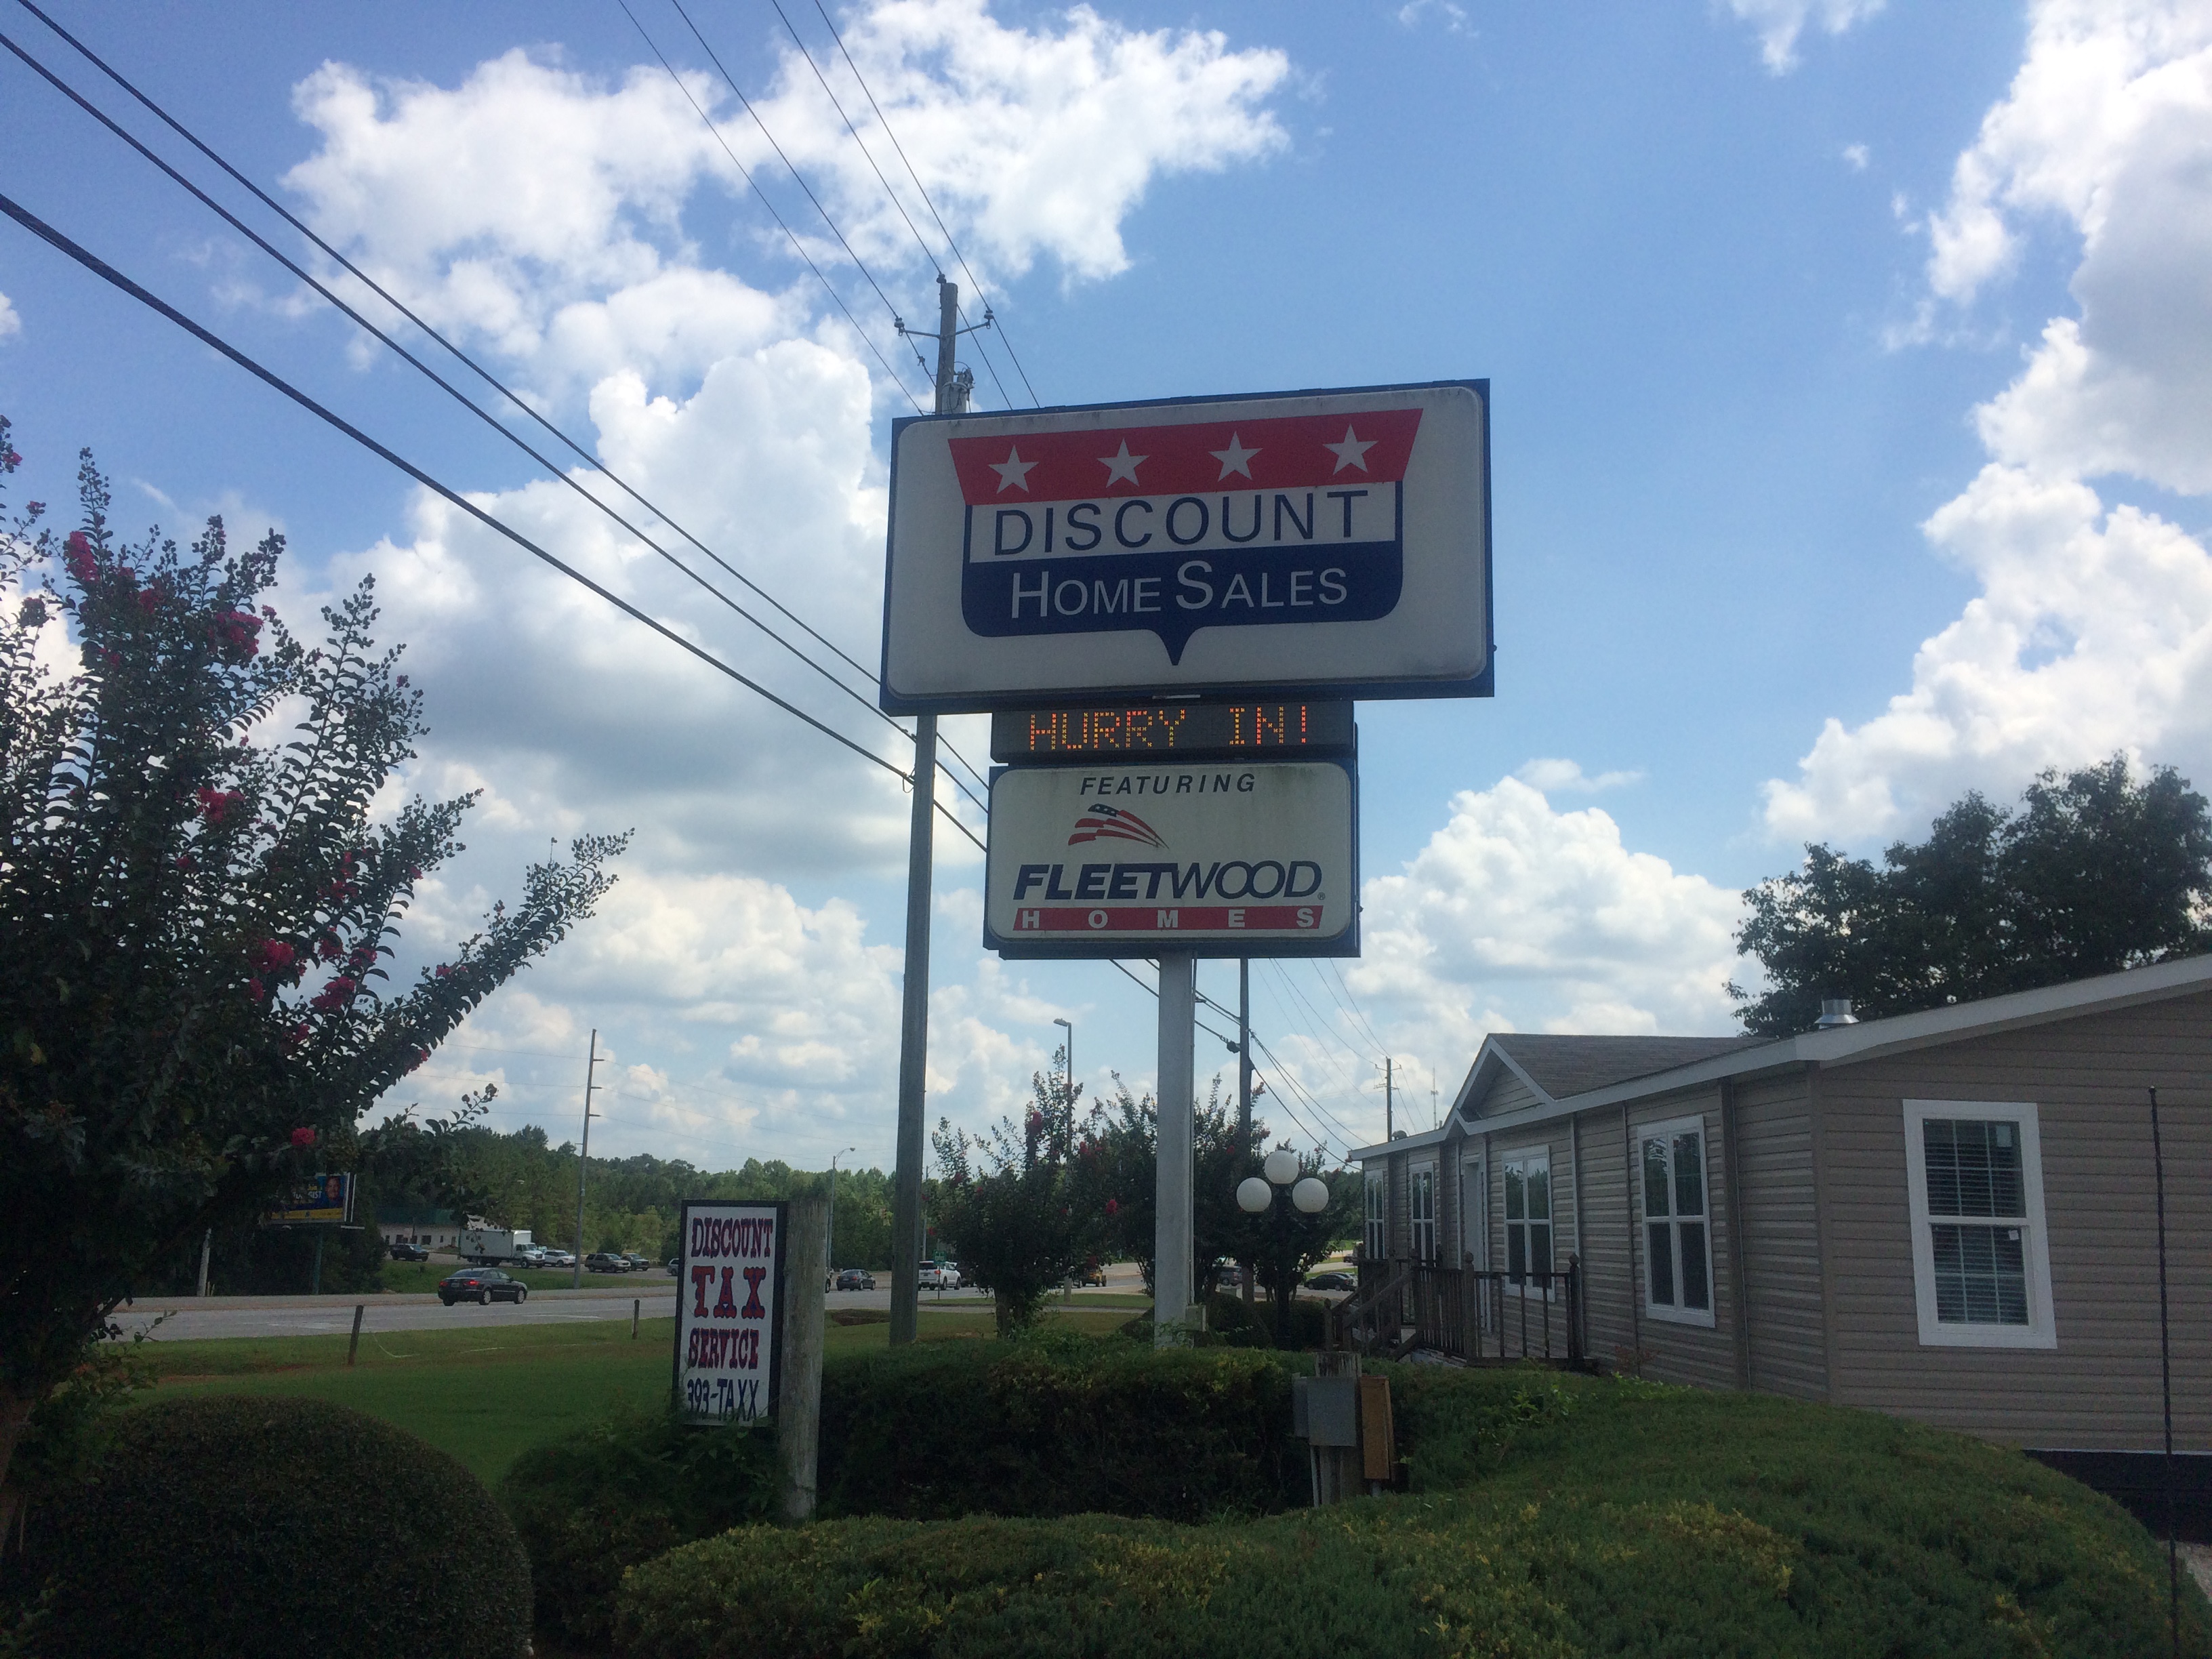 DISCOUNT
HOME SALES
HURRY IN!
FEATURING
FLEETWOOD®
HOMES
DISCOUNT
TAX
SERVICE
393-TAXX